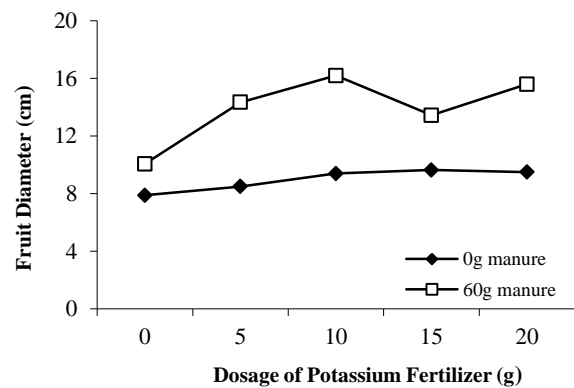 20
16
12
8
4
0
Fruit Diameter (cm)
0g manure
60g manure
0 5 10 15 20
Dosage of Potassium Fertilizer (g)